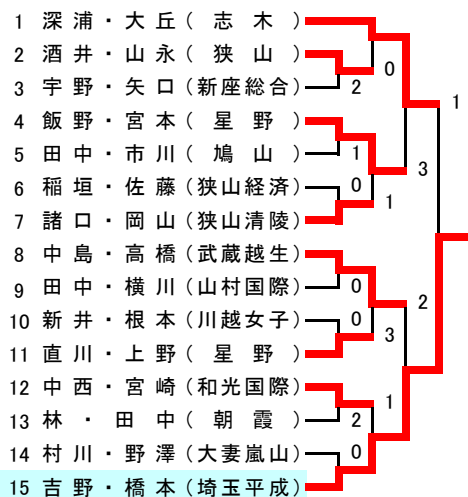 1 深浦・大丘(志木)
2 酒井・山永(狭山)
3 宇野・矢口(新座総合)
4 飯野・宮本(星野)
5 田中・市川(鳩山)
6 稲垣・佐藤(狭山経済)
7 諸口・岡山(狭山清陵)
8 中島・高橋(武蔵越生)
9 田中・横川(山村国際)
10 新井・根本(川越女子)
11 直川・上野(星野)
12 中西・宮崎(和光国際)
13 林・田中(朝霞)
14 村川・野澤(大妻嵐山)
15 吉野・橋本(埼玉平成)
2
1
0
0
0
2
0
0
1
3
1
3
2
1